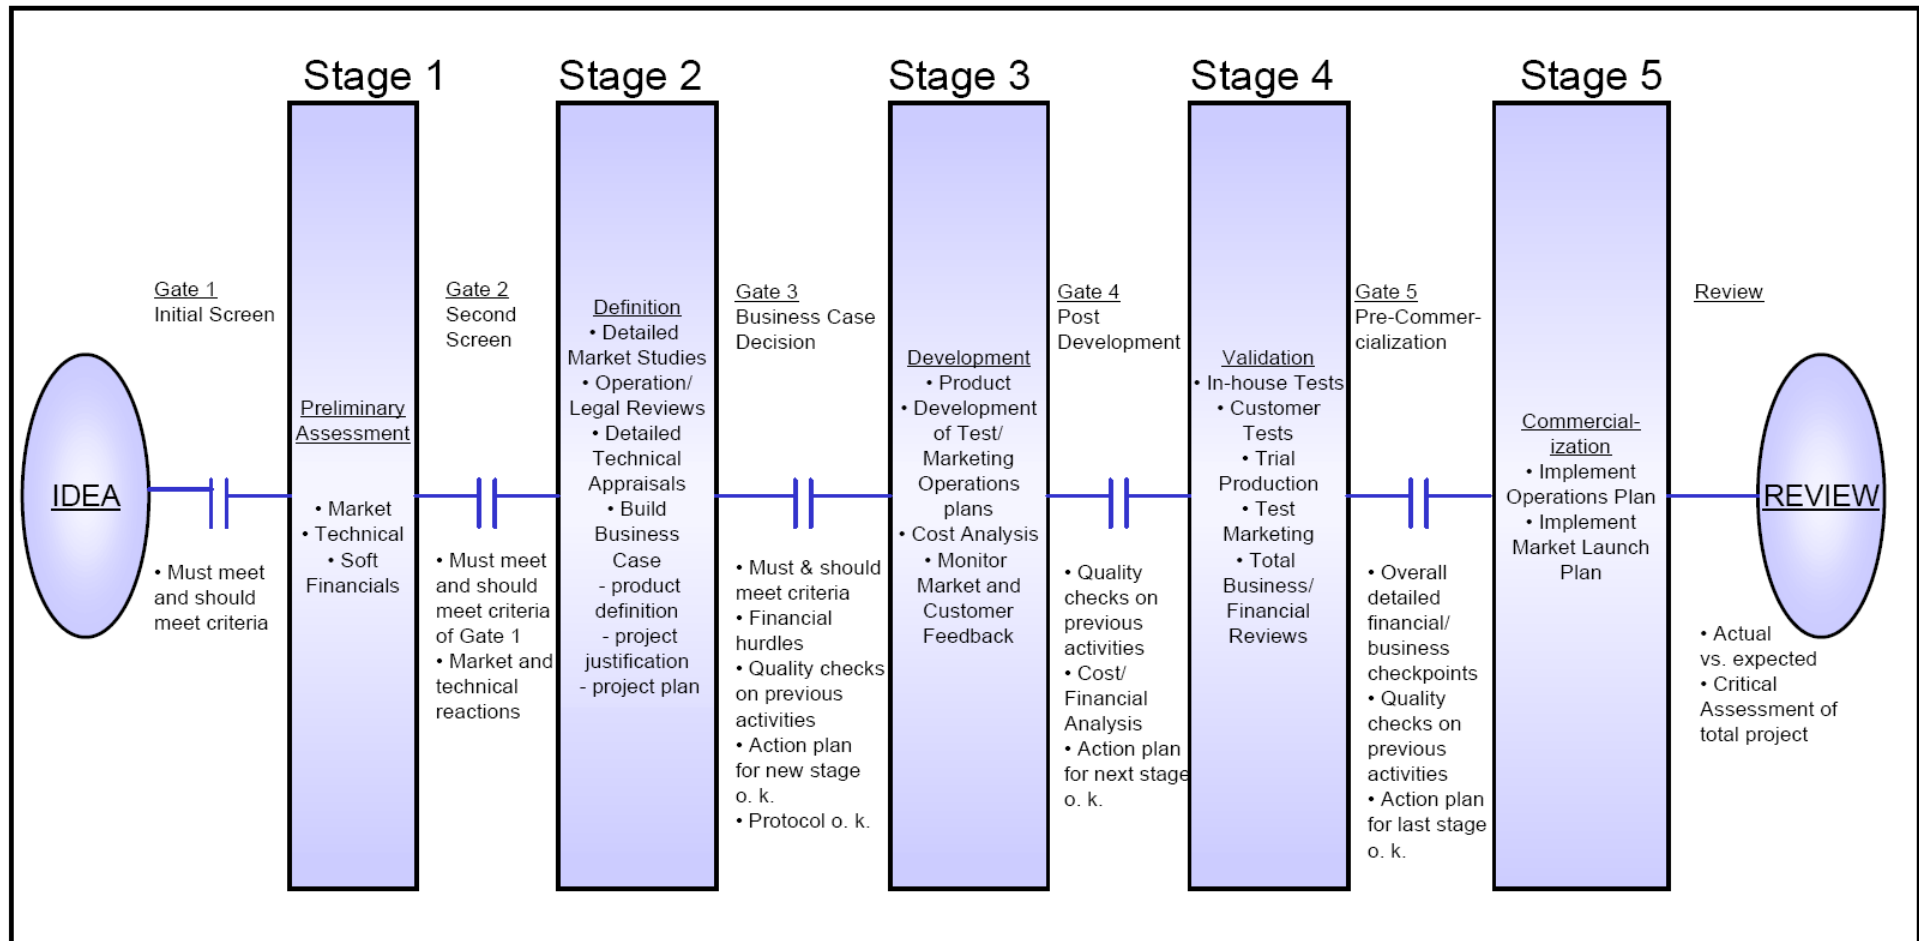 Stage 1
Stage 2
Stage 3
Stage 4
Stage 5
IDEA
Gate 1
Initial Screen
• Must meet
and should
meet criteria
Preliminary
Assessment
• Market
• Technical
• Soft
Financials
Gate 2
Second
Screen
• Must meet
and should
meet criteria
of Gate 1
• Market and
technical
reactions
Definition
• Detailed
Market Studies
• Operation/
Legal Reviews
• Detailed
Technical
Appraisals
• Build
Business
Case
- product
definition
- project
justification
- project plan
Gate 3
Business Case
Decision
• Must & should
meet criteria
• Financial
hurdles
• Quality checks
on previous
activities
• Action plan
for new stage
o. k.
• Protocol o. k.
Development
• Product
• Development
of Test/
Marketing
Operations
plans
• Cost Analysis
• Monitor
Market and
Customer
Feedback
Gate 4
Post
Development
• Quality
checks on
previous
activities
• Cost/
Financial
Analysis
• Action plan
for next stage
o. k.
Validation
• In-house Tests
• Customer
Tests
• Trial
Production
• Test
Marketing
• Total
Business/
Financial
Reviews
Gate 5
Pre-Commer-
cialization
• Overall
detailed
financial/
business
checkpoints
• Quality
checks on
previous
activities
• Action plan
for last stage
o. k.
Commercial-
ization
• Implement
Operations Plan
• Implement
Market Launch
Plan
Review
REVIEW
• Actual
vs. expected
• Critical
Assessment of
total project